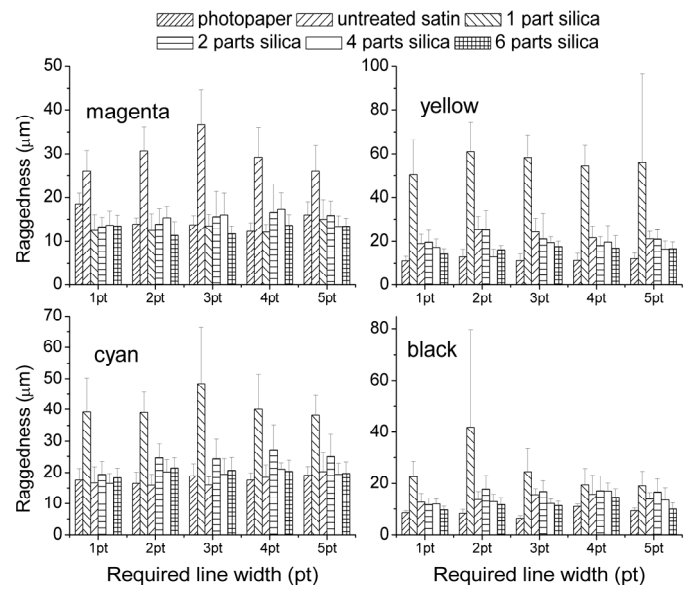 photopaper untreated satin 1 part silica
2 parts silica 4 parts silica 6 parts silica
magenta
Raggedness (μm)
50
40
30
20
10
0
1pt 2pt 3pt 4pt 5pt
yellow
Raggedness (μm)
100
80
60
40
20
0
1pt 2pt 3pt 4pt 5pt
cyan
Raggedness (μm)
70
60
50
40
30
20
10
0
1pt 2pt 3pt 4pt 5pt
Required line width (pt)
black
Raggedness (μm)
80
60
40
20
0
1pt 2pt 3pt 4pt 5pt
Required line width (pt)